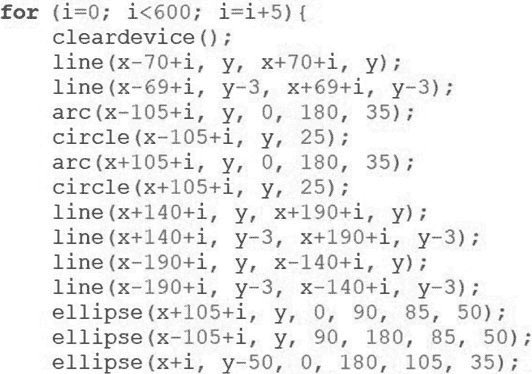 for (i=0; i<600; i=i+5){
cleardevice();
line(x-70+i, y, x+70+i, y);
line(x-69+i, y-3, x+69+i, y-3);
arc(x-105+i, y, 0, 180, 35);
circle(x-105+i, y, 25);
arc(x+105+i, y, 0, 180, 35);
circle(x+105+i, y, 25);
line(x+140+i, y, x+190+i, y);
line(x+140+i, y-3, x+190+i, y-3);
line(x-190+i, y, x-140+i, y);
line(x-190+i, y-3, x-140+i, y-3);
ellipse(x+105+i, y, 0, 90, 85, 50);
ellipse(x-105+i, y, 90, 180, 85, 50);
ellipse(x+i, y-50, 0, 180, 105, 35);